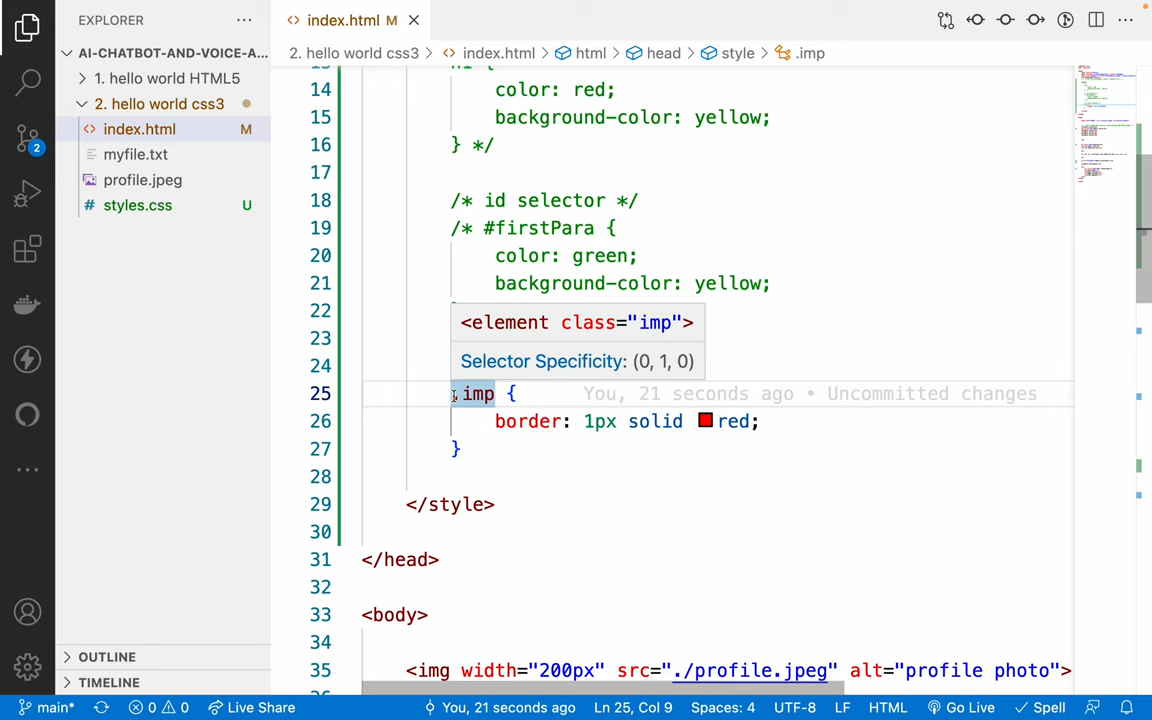 EXPLORER
index.html M
2. hello world css3 > index.html > html > head > style > .imp
AI-CHATBOT-AND-VOICE-A...
1. hello world HTML5
2. hello world css3
index.html M
myfile.txt
profile.jpeg
styles.css U
14 color: red;
15 background-color: yellow;
16 } */
17
18 /* id selector */
19 /* #firstPara {
20 color: green;
21 background-color: yellow;
22
<element class="imp">
23
24
Selector Specificity: (0, 1, 0)
25 .imp { You, 21 seconds ago • Uncommitted changes
26 border: 1px solid red;
27 }
28
29 </style>
30
31 </head>
32
33 <body>
34
35 <img width="200px" src="./profile.jpeg" alt="profile photo">
OUTLINE
TIMELINE
2
main* 0 0 Live Share You, 21 seconds ago Ln 25, Col 9 Spaces: 4 UTF-8 LF HTML Go Live Spell